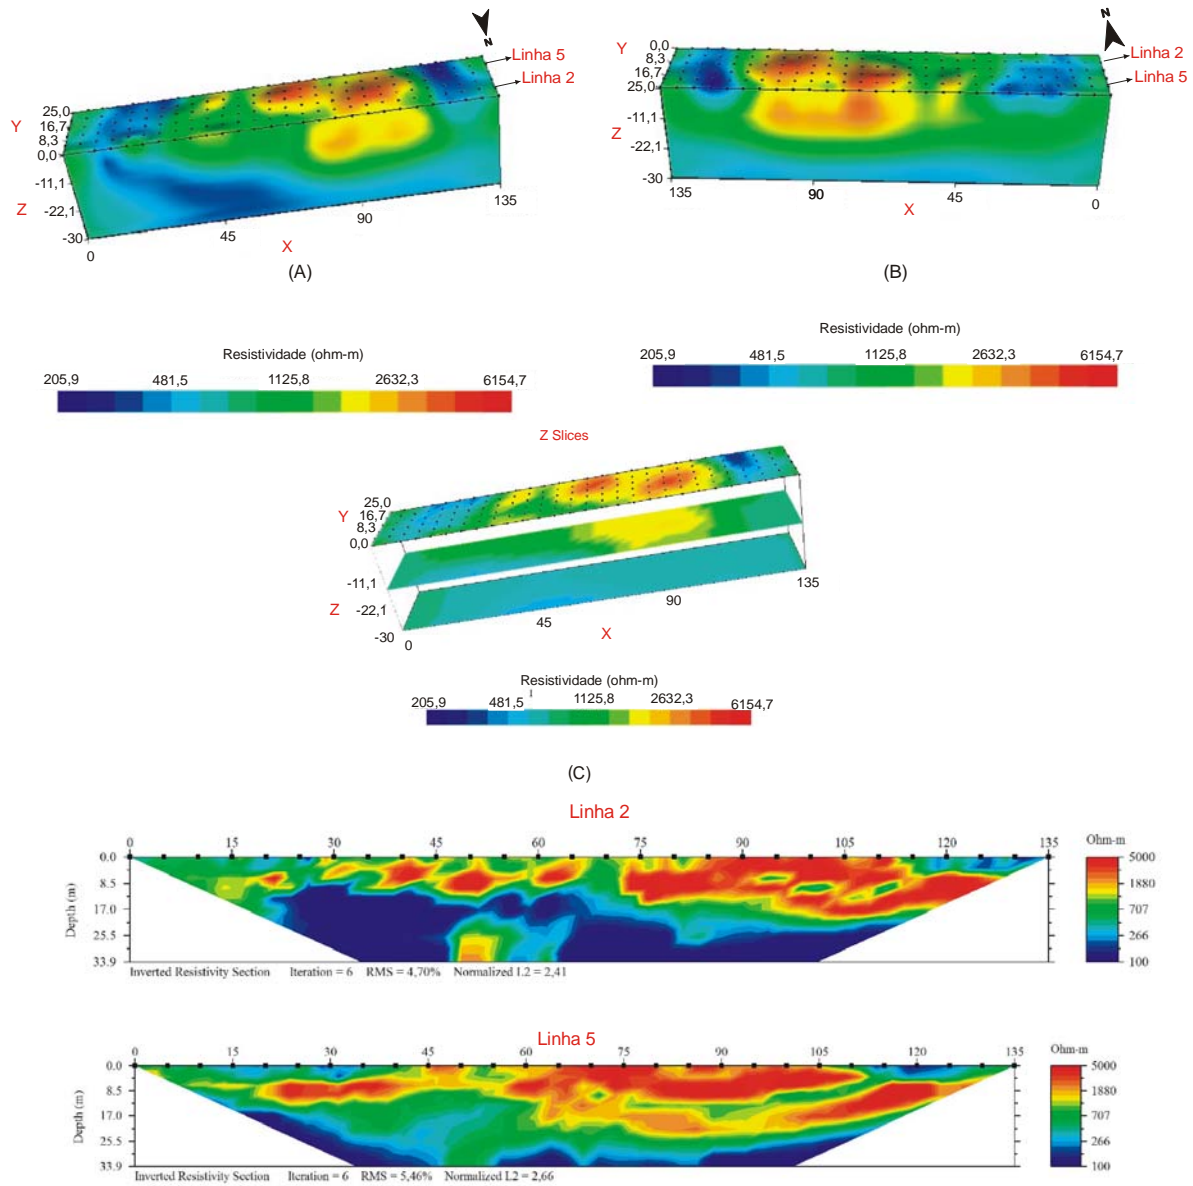 N
Linha 5
Linha 2
Y
25,0
16,7
8,3
0,0
-11,1
Z
-22,1
-30
0
45
90
135
X
(A)
N
Linha 2
Linha 5
Y
0,0
8,3
16,7
25,0
-11,1
Z
-22,1
-30
135
90
45
0
X
(B)
Resistividade (ohm-m)
205,9 481,5 1125,8 2632,3 6154,7
Resistividade (ohm-m)
205,9 481,5 1125,8 2632,3 6154,7
Z Slices
25,0
Y 16,7
8,3
0,0
-11,1
Z -22,1
-30
0
45
90
135
X
Resistividade (ohm-m)
205,9 481,5 1125,8 2632,3 6154,7
(C)
Linha 2
0 15 30 45 60 75 90 105 120 135
Depth (m)
0.0
8.5
17.0
25.5
33.9
Ohm-m
5000
1880
707
266
100
Inverted Resistivity Section Iteration = 6 RMS = 4,70% Normalized L2 = 2,41
Linha 5
0 15 30 45 60 75 90 105 120 135
Depth (m)
0.0
8.5
17.0
25.5
33.9
Ohm-m
5000
1880
707
266
100
Inverted Resistivity Section Iteration = 6 RMS = 5,46% Normalized L2 = 2,66